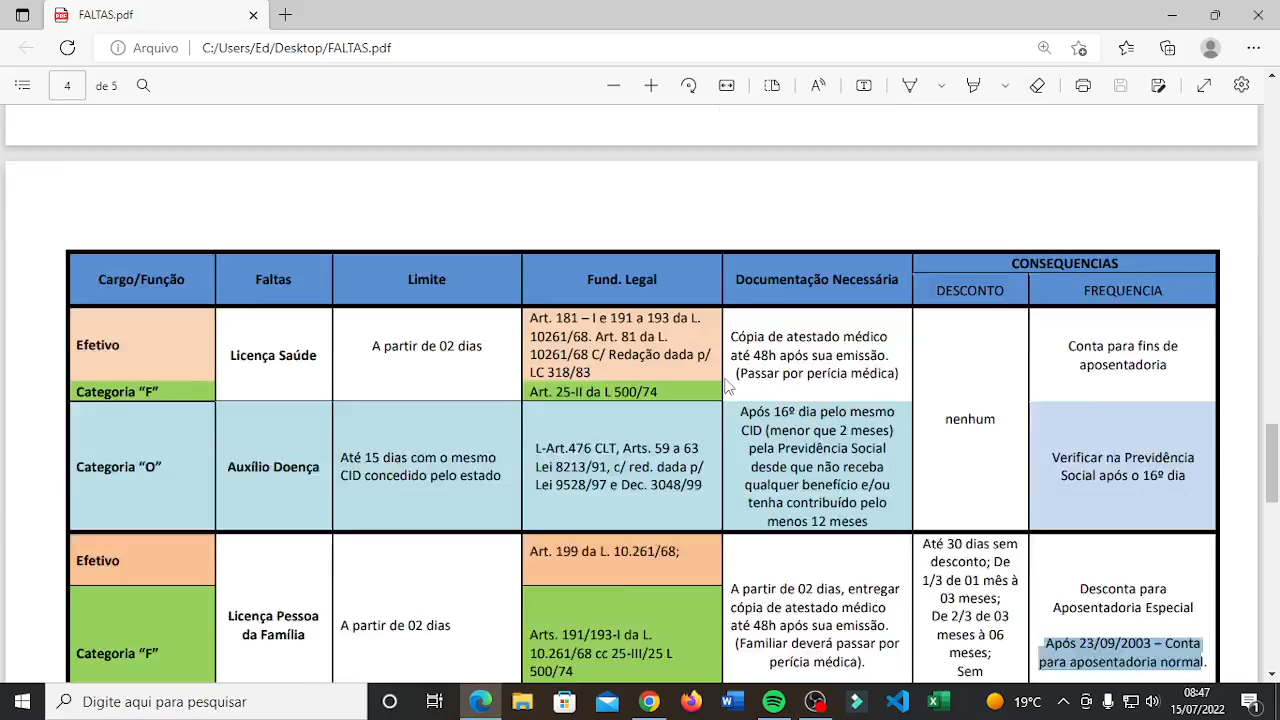 FALTAS.pdf
Arquivo
C:/Users/Ed/Desktop/FALTAS.pdf
4
de 5
Cargo/Função
Faltas
Limite
Fund. Legal
Documentação Necessária
CONSEQUENCIAS
DESCONTO
FREQUENCIA
Efetivo
Licença Saúde
A partir de 02 dias
Art. 181 – I e 191 a 193 da L.
10261/68. Art. 81 da L.
10261/68 C/ Redação dada p/
LC 318/83
Cópia de atestado médico
até 48h após sua emissão.
(Passar por perícia médica)
nenhum
Conta para fins de
aposentadoria
Categoria “F”
Art. 25-II da L 500/74
Categoria “O”
Auxílio Doença
Até 15 dias com o mesmo
CID concedido pelo estado
L-Art.476 CLT, Arts. 59 a 63
Lei 8213/91, c/ red. dada p/
Lei 9528/97 e Dec. 3048/99
Após 16º dia pelo mesmo
CID (menor que 2 meses)
pela Previdência Social
desde que não receba
qualquer benefício e/ou
tenha contribuído pelo
menos 12 meses
Verificar na Previdência
Social após o 16º dia
Efetivo
Licença Pessoa
da Família
A partir de 02 dias
Art. 199 da L. 10.261/68;
A partir de 02 dias, entregar
cópia de atestado médico
até 48h após sua emissão.
(Familiar deverá passar por
perícia médica).
Até 30 dias sem
desconto; De
1/3 de 01 mês à
03 meses;
De 2/3 de 03
meses à 06
meses;
Sem
Desconta para
Aposentadoria Especial
Após 23/09/2003 – Conta
para aposentadoria normal.
Categoria “F”
Arts. 191/193-I da L.
10.261/68 cc 25-III/25 L
500/74
Digite aqui para pesquisar
19°C
08:47
15/07/2022
1